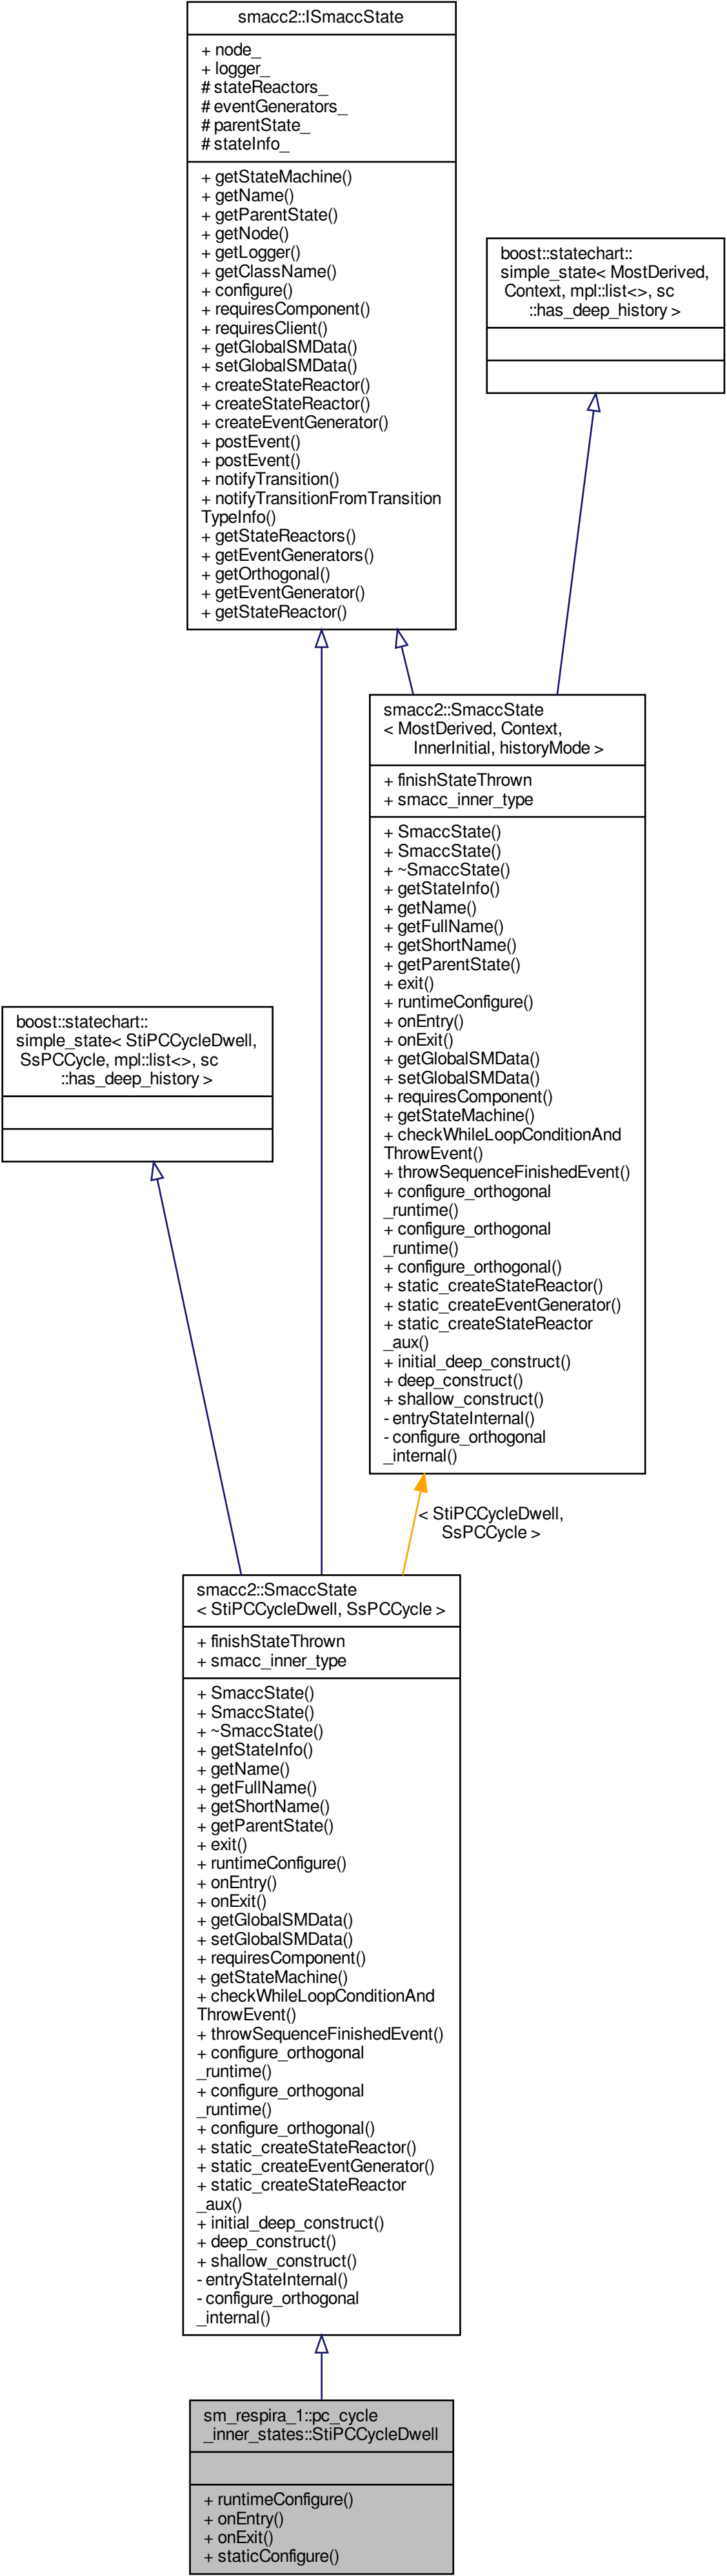 smacc2::ISmaccState
+ node_
+ logger_
# stateReactors_
# eventGenerators_
# parentState_
# stateInfo_
+ getStateMachine()
+ getName()
+ getParentState()
+ getNode()
+ getLogger()
+ getClassName()
+ configure()
+ requiresComponent()
+ requiresClient()
+ getGlobalSMData()
+ setGlobalSMData()
+ createStateReactor()
+ createStateReactor()
+ createEventGenerator()
+ postEvent()
+ postEvent()
+ notifyTransition()
+ notifyTransitionFromTransition
TypeInfo()
+ getStateReactors()
+ getEventGenerators()
+ getOrthogonal()
+ getEventGenerator()
+ getStateReactor()
boost::statechart::
simple_state< MostDerived,
Context, mpl::list<>, sc
::has_deep_history >
smacc2::SmaccState
< MostDerived, Context,
InnerInitial, historyMode >
+ finishStateThrown
+ smacc_inner_type
+ SmaccState()
+ SmaccState()
+ ~SmaccState()
+ getStateInfo()
+ getName()
+ getFullName()
+ getShortName()
+ getParentState()
+ exit()
+ runtimeConfigure()
+ onEntry()
+ onExit()
+ getGlobalSMData()
+ setGlobalSMData()
+ requiresComponent()
+ getStateMachine()
+ checkWhileLoopConditionAnd
ThrowEvent()
+ throwSequenceFinishedEvent()
+ configure_orthogonal
_runtime()
+ configure_orthogonal
_runtime()
+ configure_orthogonal()
+ static_createStateReactor()
+ static_createEventGenerator()
+ static_createStateReactor
_aux()
+ initial_deep_construct()
+ deep_construct()
+ shallow_construct()
- entryStateInternal()
- configure_orthogonal
_internal()
boost::statechart::
simple_state< StiPCCycleDwell,
SsPCCycle, mpl::list<>, sc
::has_deep_history >
< StiPCCycleDwell,
SsPCCycle >
smacc2::SmaccState
< StiPCCycleDwell, SsPCCycle >
+ finishStateThrown
+ smacc_inner_type
+ SmaccState()
+ SmaccState()
+ ~SmaccState()
+ getStateInfo()
+ getName()
+ getFullName()
+ getShortName()
+ getParentState()
+ exit()
+ runtimeConfigure()
+ onEntry()
+ onExit()
+ getGlobalSMData()
+ setGlobalSMData()
+ requiresComponent()
+ getStateMachine()
+ checkWhileLoopConditionAnd
ThrowEvent()
+ throwSequenceFinishedEvent()
+ configure_orthogonal
_runtime()
+ configure_orthogonal
_runtime()
+ configure_orthogonal()
+ static_createStateReactor()
+ static_createEventGenerator()
+ static_createStateReactor
_aux()
+ initial_deep_construct()
+ deep_construct()
+ shallow_construct()
- entryStateInternal()
- configure_orthogonal
_internal()
sm_respira_1::pc_cycle
_inner_states::StiPCCycleDwell
+ runtimeConfigure()
+ onEntry()
+ onExit()
+ staticConfigure()